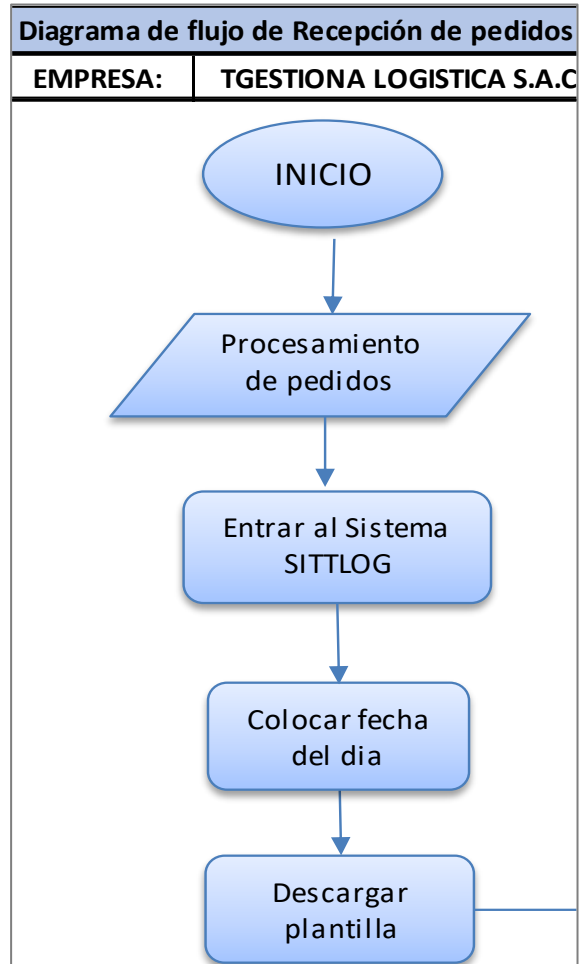 Diagrama de flujo de Recepción de pedidos
EMPRESA: TGESTIONA LOGISTICA S.A.C
INICIO
Procesamiento
de pedidos
Entrar al Sistema
SITTLOG
Colocar fecha
del dia
Descargar
plantilla